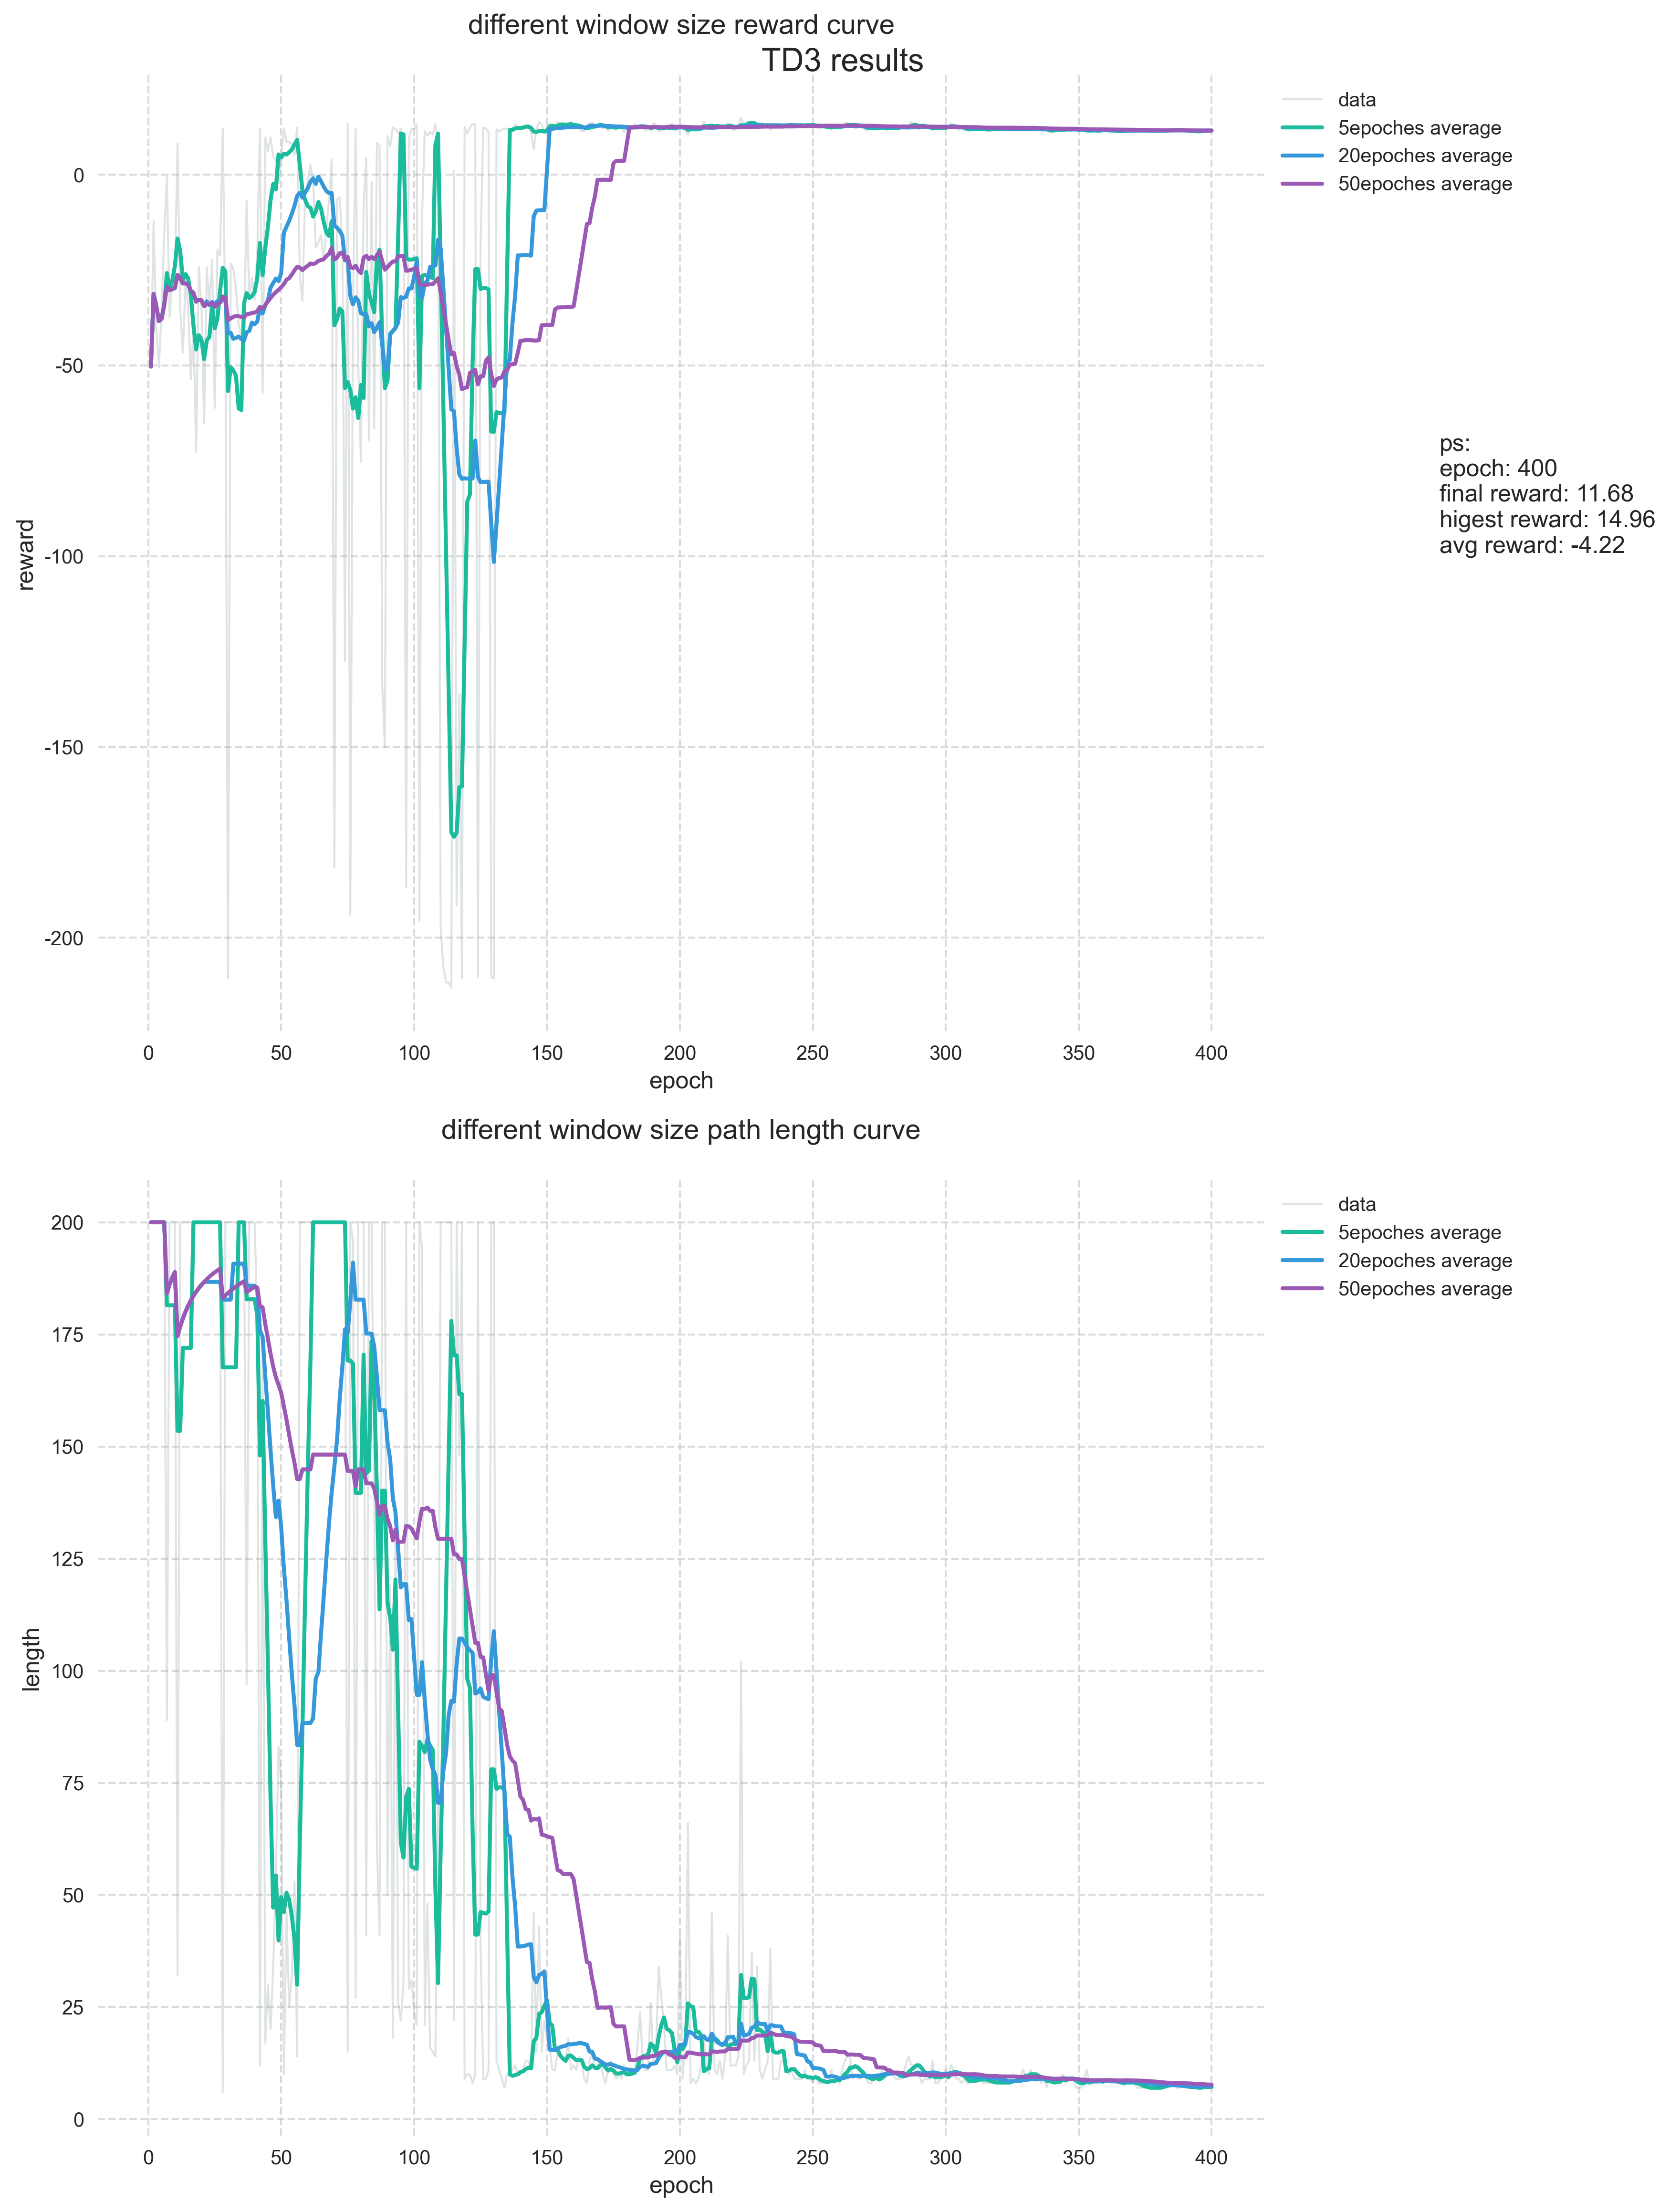 different window size reward curve
TD3 results
data
5epoches average
20epoches average
50epoches average
0
-50
-100
-150
-200
reward
ps:
epoch: 400
final reward: 11.68
higest reward: 14.96
avg reward: -4.22
0 50 100 150 200 250 300 350 400
epoch
different window size path length curve
data
5epoches average
20epoches average
50epoches average
200
175
150
125
100
75
50
25
0
length
0 50 100 150 200 250 300 350 400
epoch